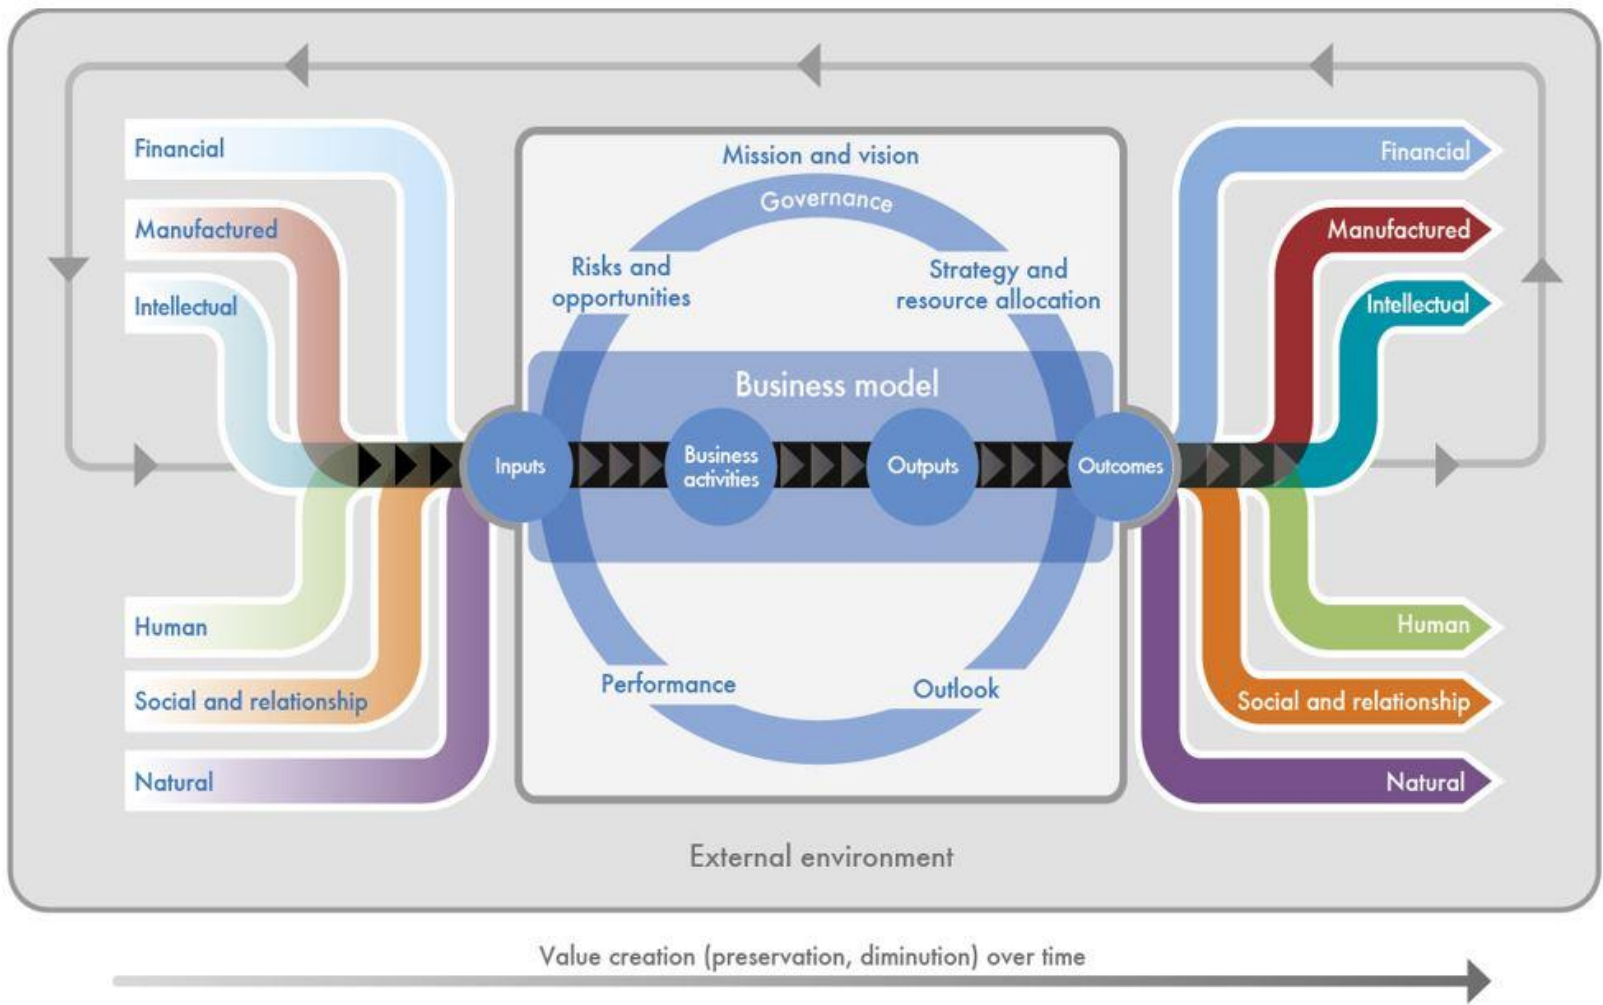 Financial
Manufactured
Intellectual
Human
Social and relationship
Natural
Mission and vision
Governance
Risks and
opportunities
Strategy and
resource allocation
Business model
Inputs
Business
activities
Outputs
Outcomes
Performance
Outlook
Financial
Manufactured
Intellectual
Human
Social and relationship
Natural
External environment
Value creation (preservation, diminution) over time